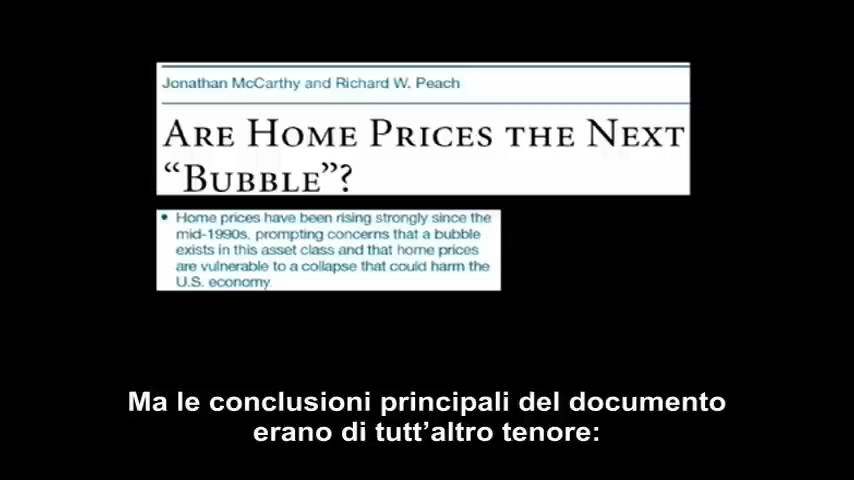 Jonathan McCarthy and Richard W. Peach
ARE HOME PRICES THE NEXT
“BUBBLE”?
• Home prices have been rising strongly since the
mid-1990s, prompting concerns that a bubble
exists in this asset class and that home prices
are vulnerable to a collapse that could harm the
U.S. economy
Ma le conclusioni principali del documento
erano di tutt’altro tenore: